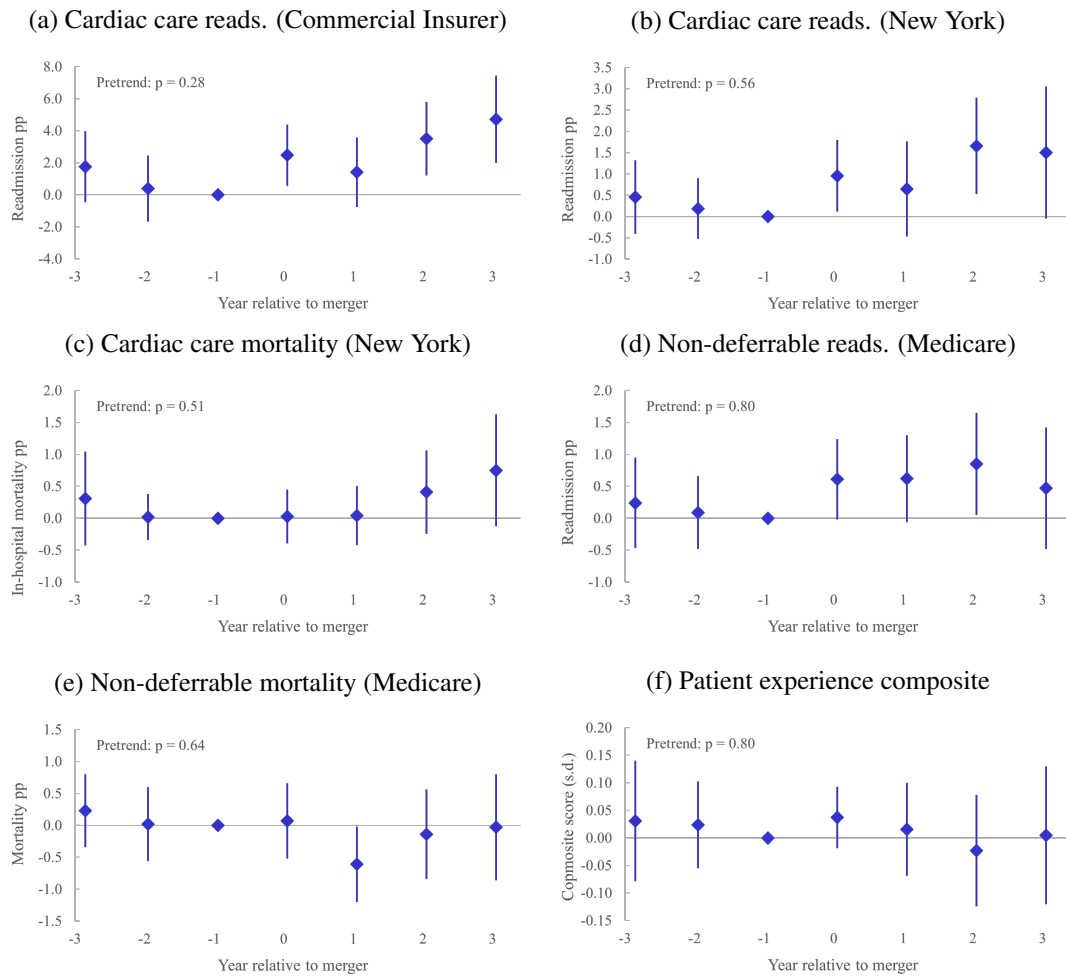 (a) Cardiac care reads. (Commercial Insurer)
Pretrend: p = 0.28
Readmission pp
8.0
6.0
4.0
2.0
0.0
-2.0
-4.0
-3 -2 -1 0 1 2 3
Year relative to merger
(b) Cardiac care reads. (New York)
Pretrend: p = 0.56
Readmission pp
3.5
3.0
2.5
2.0
1.5
1.0
0.5
0.0
-0.5
-1.0
-3 -2 -1 0 1 2 3
Year relative to merger
(c) Cardiac care mortality (New York)
Pretrend: p = 0.51
In-hospital mortality pp
2.0
1.5
1.0
0.5
0.0
-0.5
-1.0
-3 -2 -1 0 1 2 3
Year relative to merger
(d) Non-deferrable reads. (Medicare)
Pretrend: p = 0.80
Readmission pp
2.0
1.5
1.0
0.5
0.0
-0.5
-1.0
-3 -2 -1 0 1 2 3
Year relative to merger
(e) Non-deferrable mortality (Medicare)
Pretrend: p = 0.64
Mortality pp
1.5
1.0
0.5
0.0
-0.5
-1.0
-1.5
-3 -2 -1 0 1 2 3
Year relative to merger
(f) Patient experience composite
Pretrend: p = 0.80
Copmosite score (s.d.)
0.20
0.15
0.10
0.05
0.00
-0.05
-0.10
-0.15
-3 -2 -1 0 1 2 3
Year relative to merger